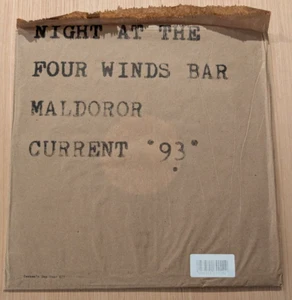 NIGHT AT THE
FOUR WINDS BAR
MALDOROR
CURRENT "93"